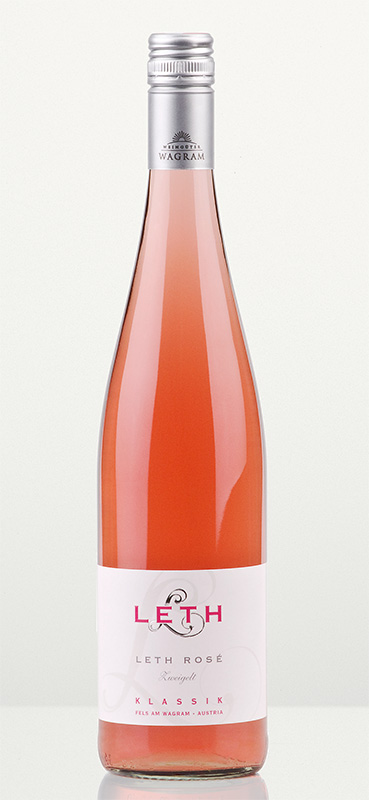 WEINGÜTER
WAGRAM
LETH
LETH ROSÉ
Zweigelt
KLASSIK
FELS AM WAGRAM - AUSTRIA